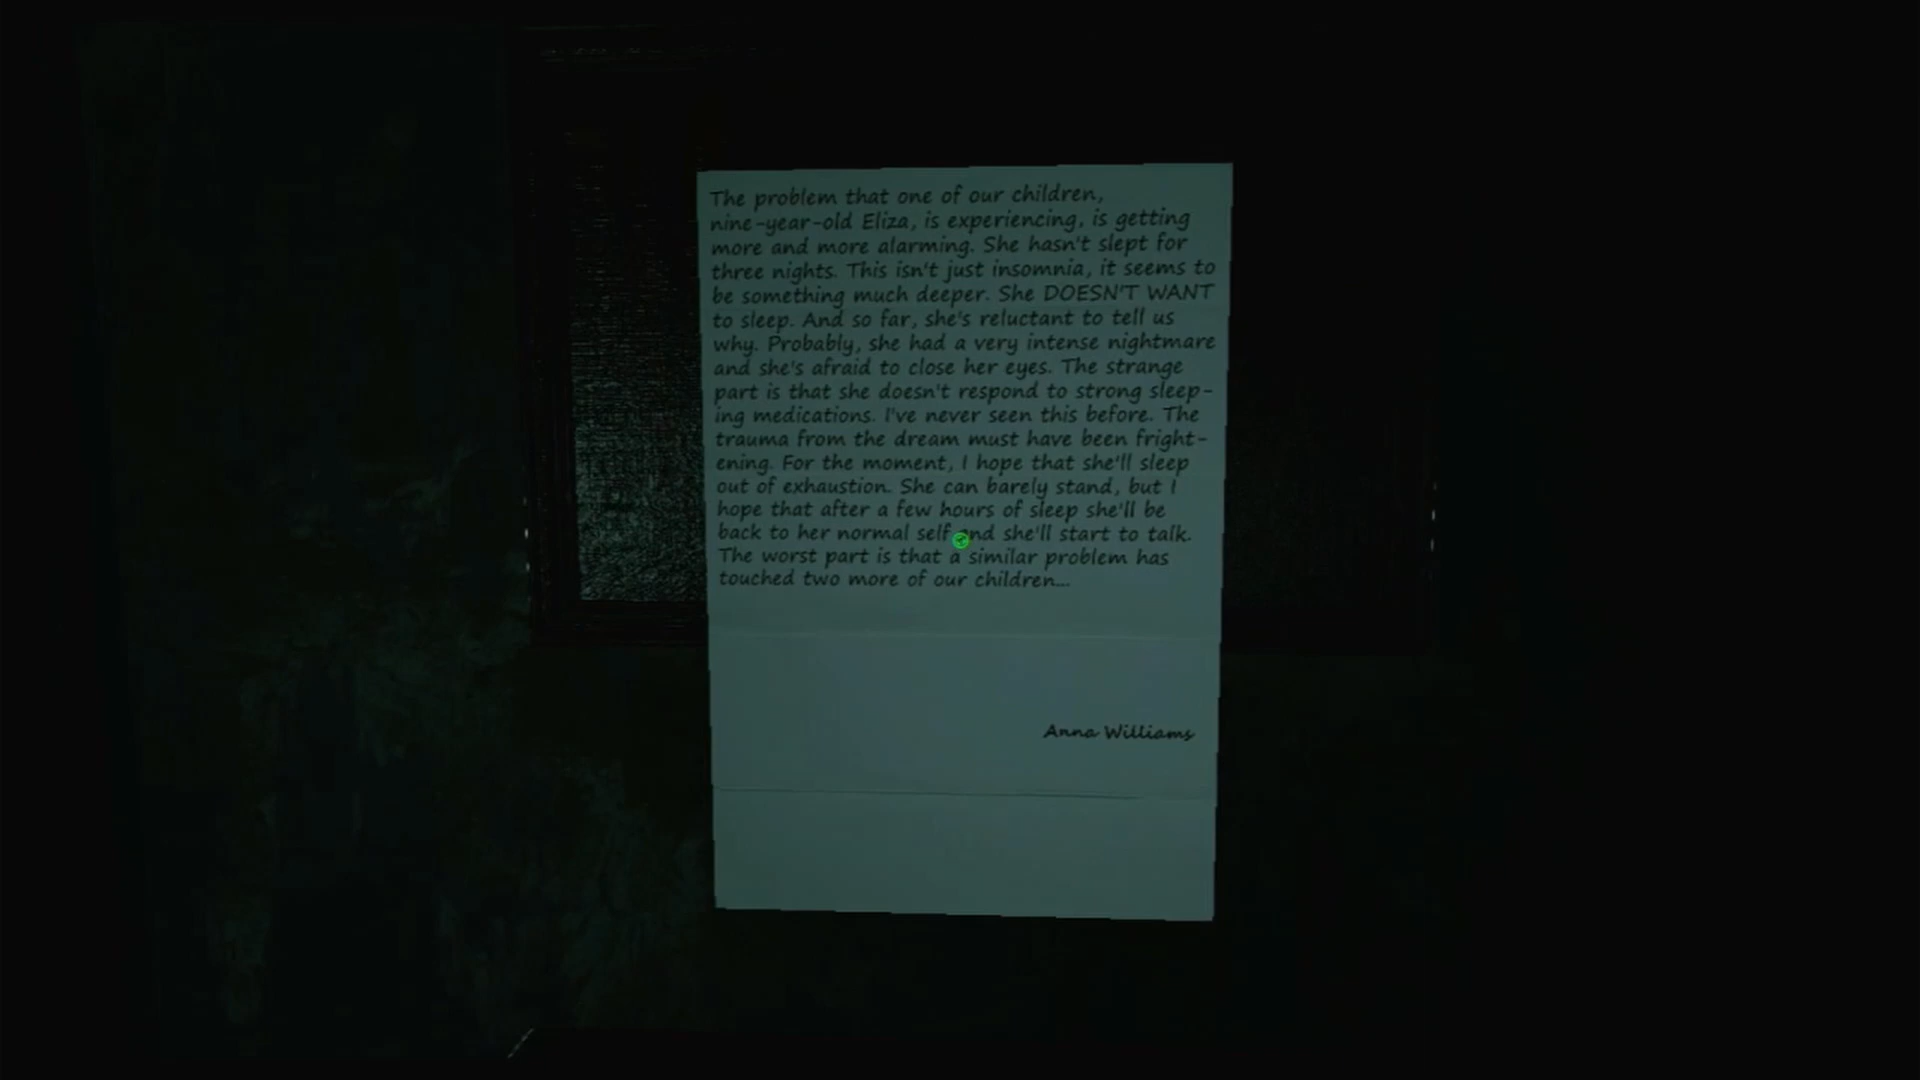 The problem that one of our children,
nine-year-old Eliza, is experiencing, is getting
more and more alarming. She hasn't slept for
three nights. This isn't just insomnia, it seems to
be something much deeper. She DOESN'T WANT
to sleep. And so far, she's reluctant to tell us
why. Probably, she had a very intense nightmare
and she's afraid to close her eyes. The strange
part is that she doesn't respond to strong sleep-
ing medications. I've never seen this before. The
trauma from the dream must have been fright-
ening. For the moment, I hope that she'll sleep
out of exhaustion. She can barely stand, but I
hope that after a few hours of sleep she'll be
back to her normal self and she'll start to talk.
The worst part is that a similar problem has
touched two more of our children...
Anna Williams